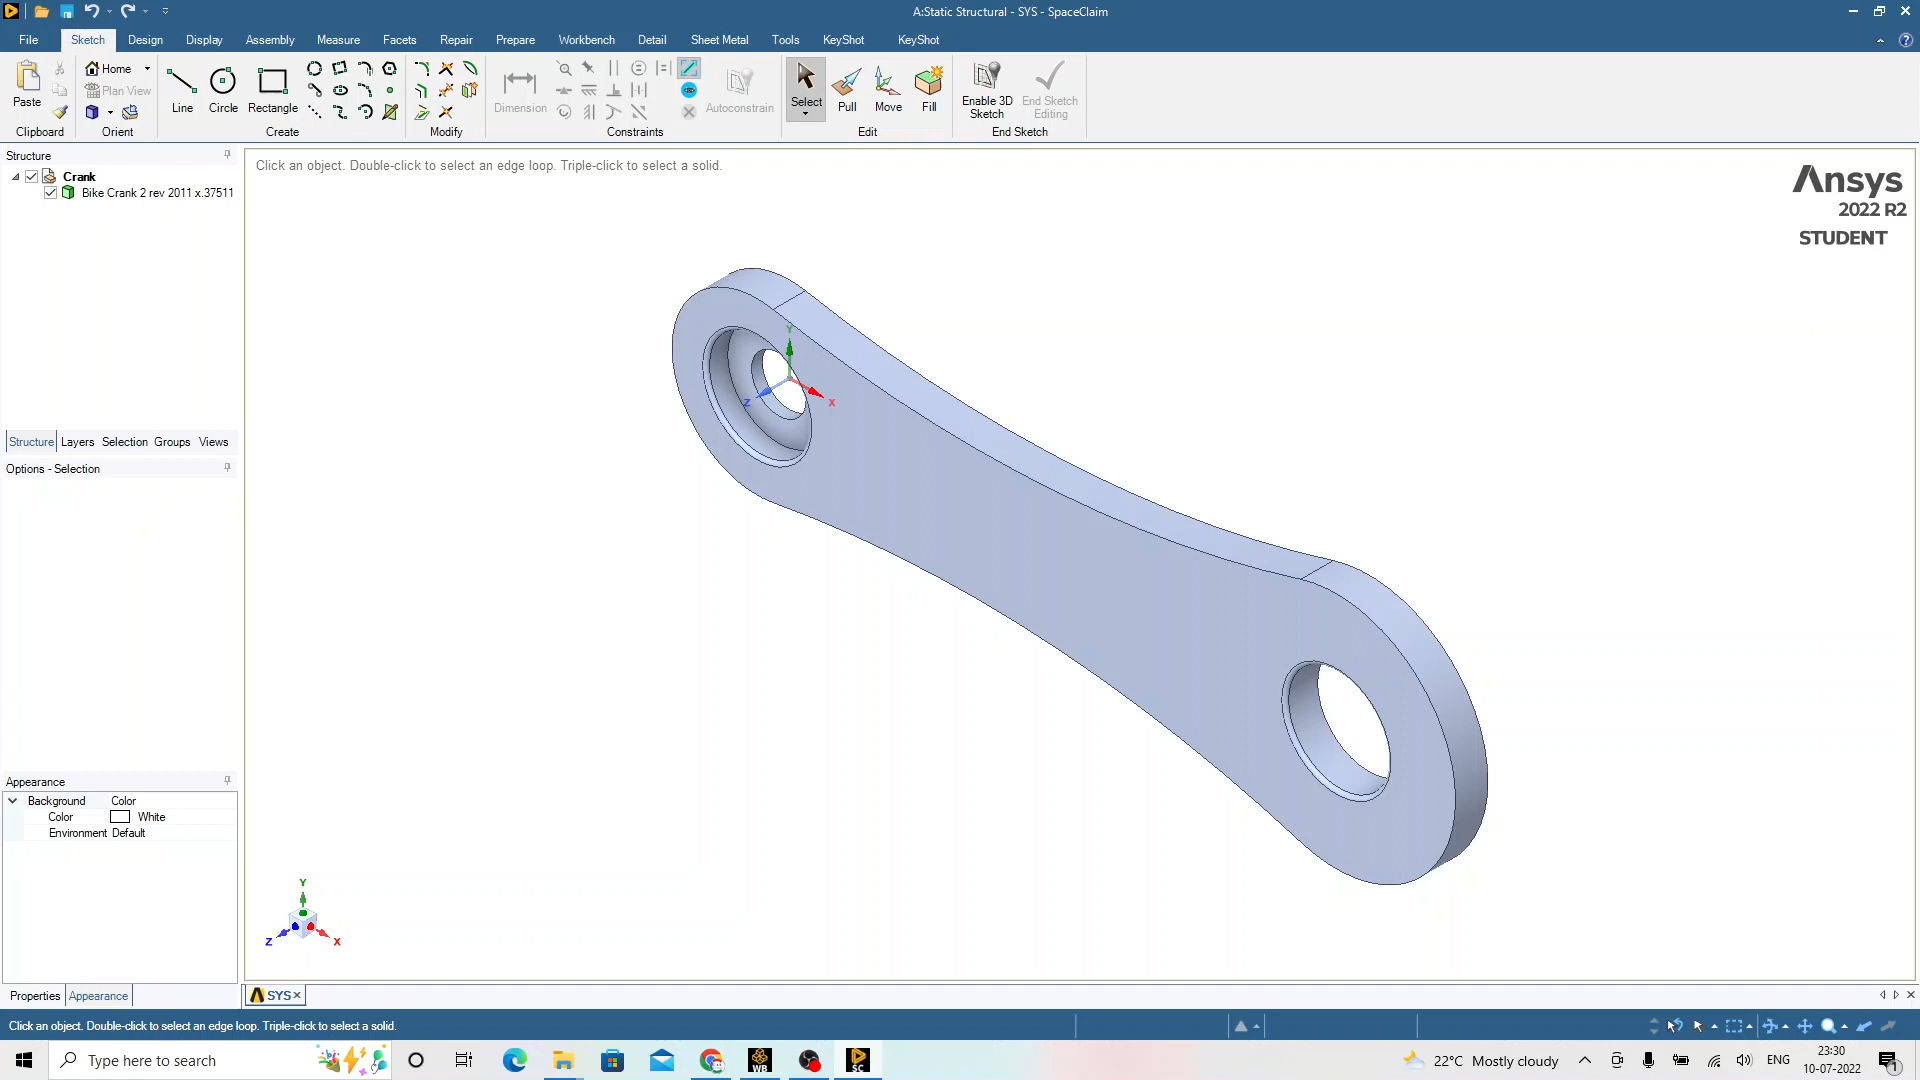 A:Static Structural - SYS - SpaceClaim
File Sketch Design Display Assembly Measure Facets Repair Prepare Workbench Detail Sheet Metal Tools KeyShot KeyShot
Paste
Home
Plan View
Line Circle Rectangle
Dimension
Autoconstrain
Select Pull Move Fill
Enable 3D Sketch
End Sketch Editing
Clipboard Orient Create Modify Constraints Edit End Sketch
Structure
Crank
Bike Crank 2 rev 2011 x.37511
Click an object. Double-click to select an edge loop. Triple-click to select a solid.
Ansys
2022 R2
STUDENT
Y
Z
X
Structure Layers Selection Groups Views
Options - Selection
Appearance
Background Color
Color White
Environment Default
Y
Z
X
Properties Appearance
SYS×
Click an object. Double-click to select an edge loop. Triple-click to select a solid.
Type here to search
WB
SC
22°C Mostly cloudy
ENG
23:30
10-07-2022
1